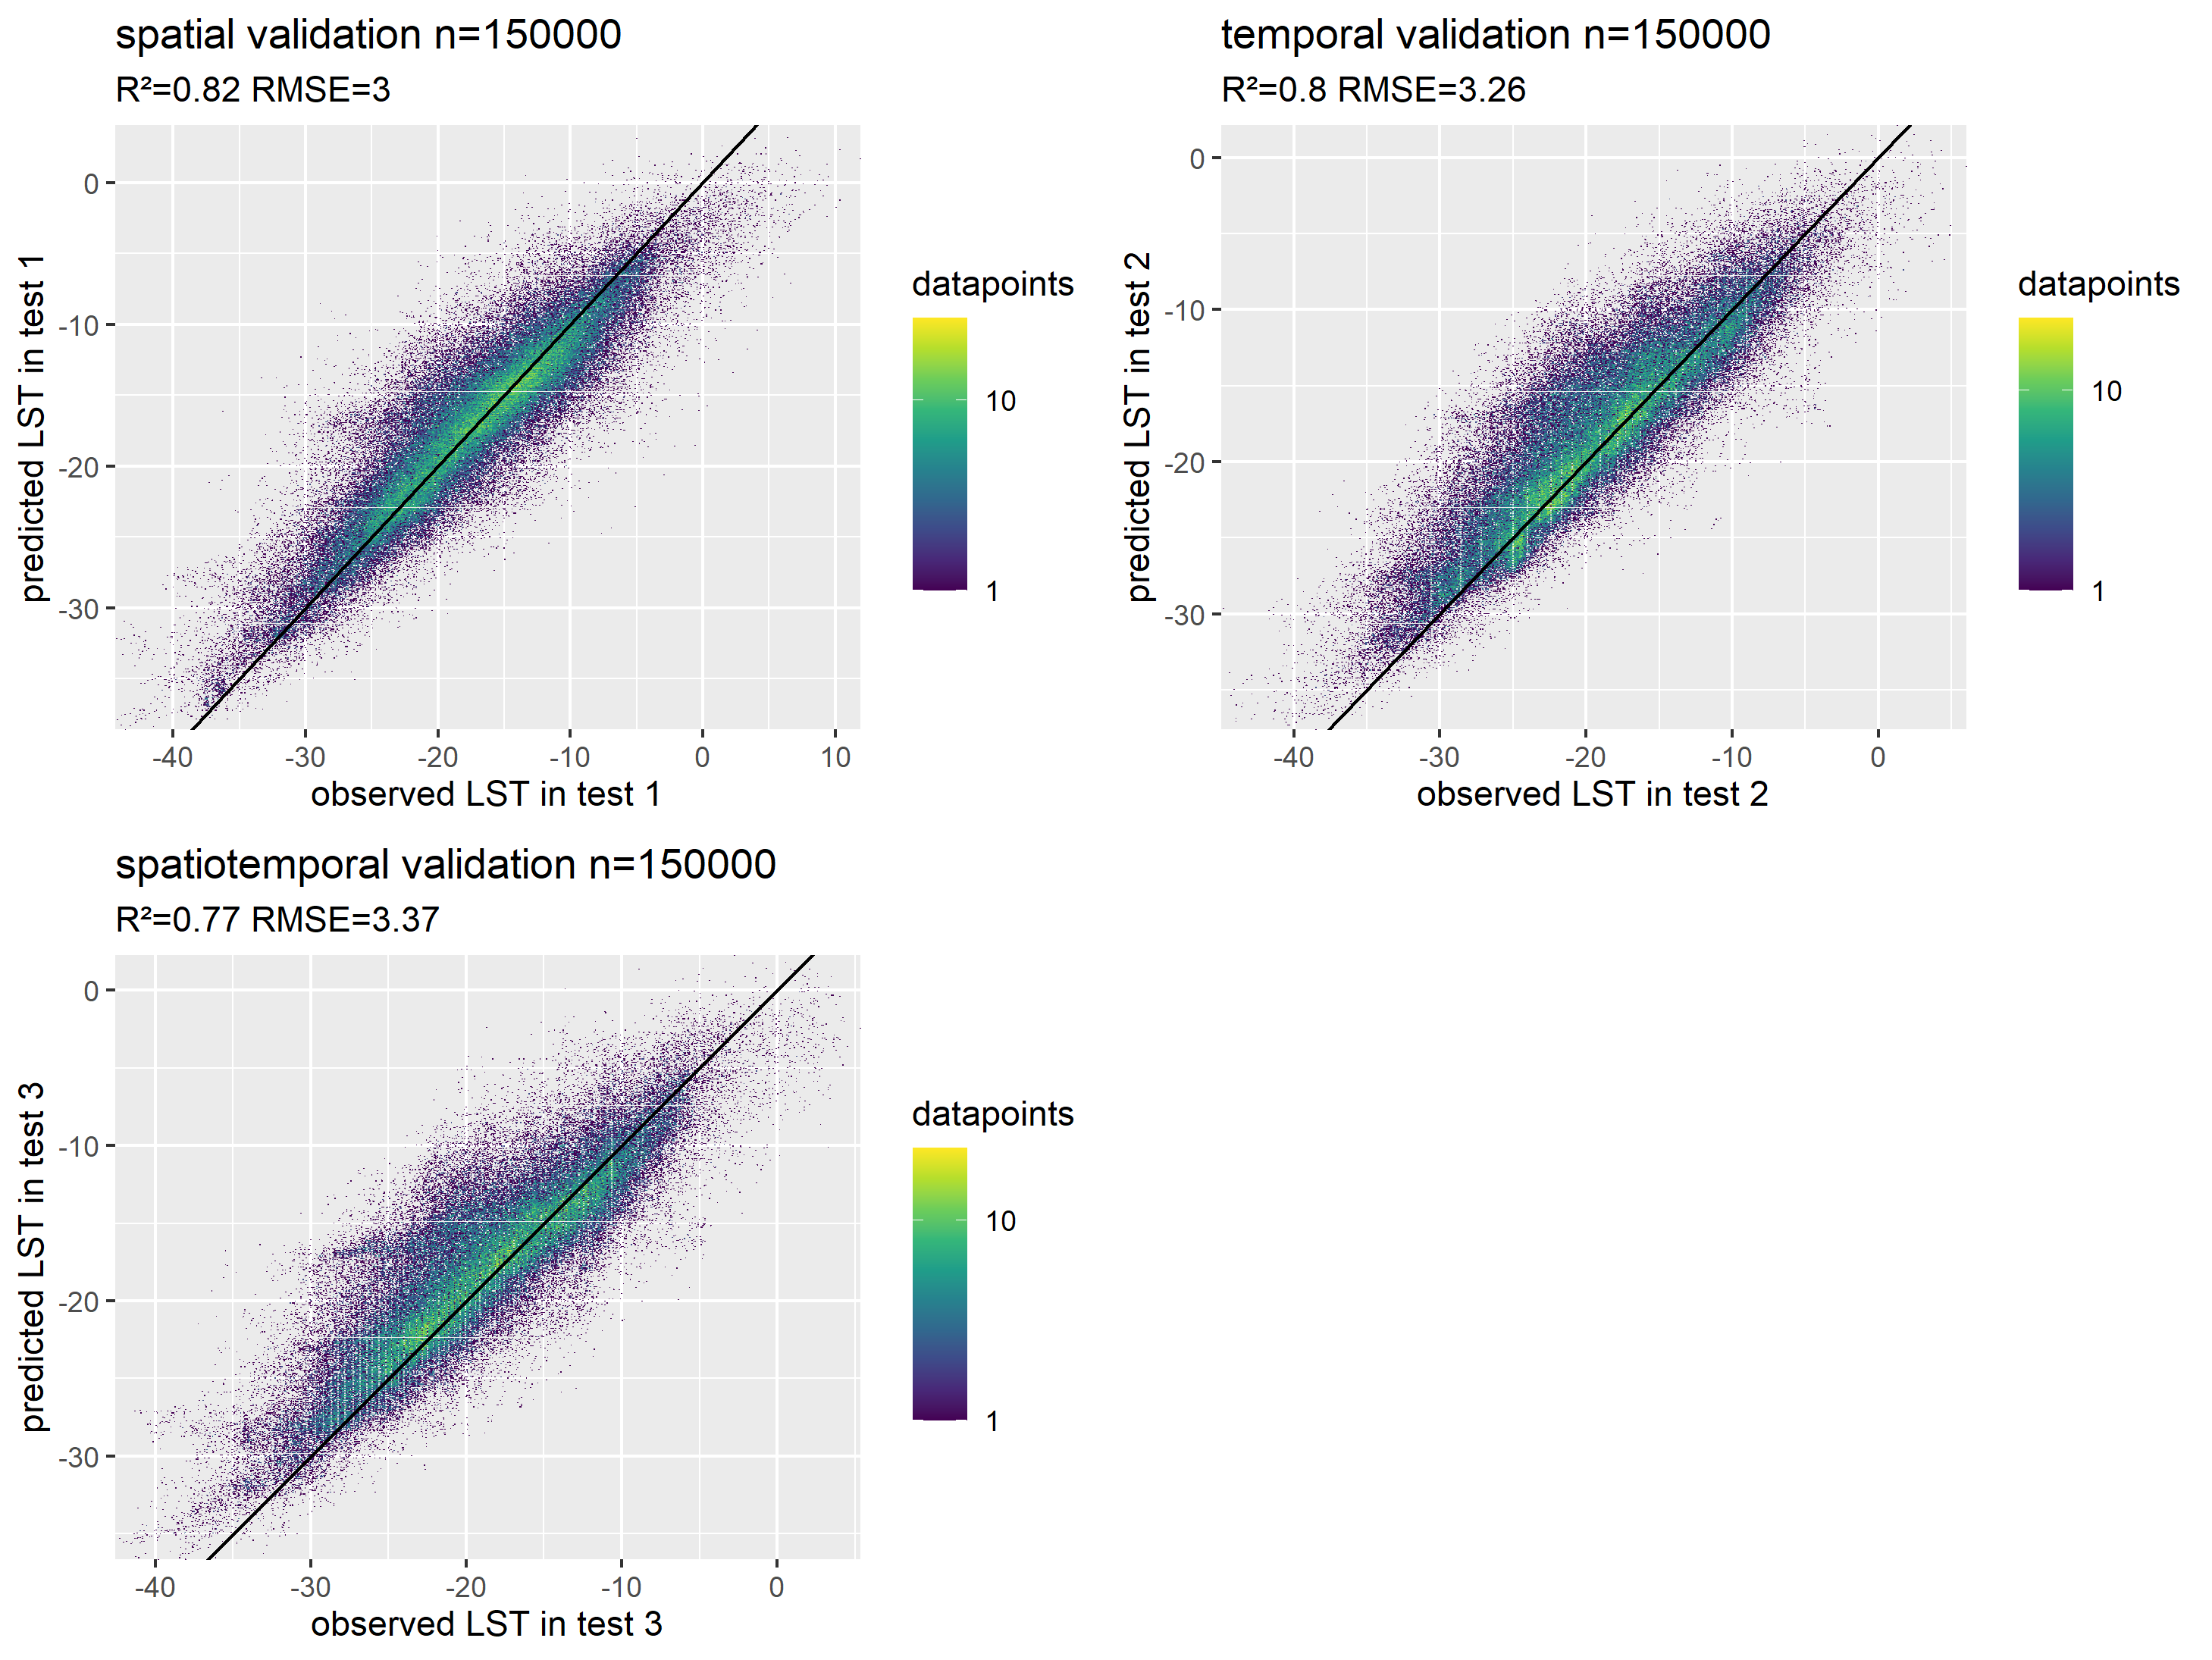 spatial validation n=150000
R²=0.82 RMSE=3
predicted LST in test 1
0
-10
-20
-30
-40 -30 -20 -10 0 10
observed LST in test 1
datapoints
10
1
temporal validation n=150000
R²=0.8 RMSE=3.26
predicted LST in test 2
0
-10
-20
-30
-40 -30 -20 -10 0
observed LST in test 2
datapoints
10
1
spatiotemporal validation n=150000
R²=0.77 RMSE=3.37
predicted LST in test 3
0
-10
-20
-30
-40 -30 -20 -10 0
observed LST in test 3
datapoints
10
1